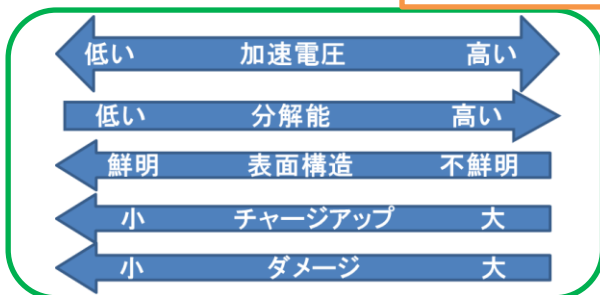 低い 加速電圧 高い
低い 分解能 高い
鮮明 表面構造 不鮮明
小 チャージアップ 大
小 ダメージ 大